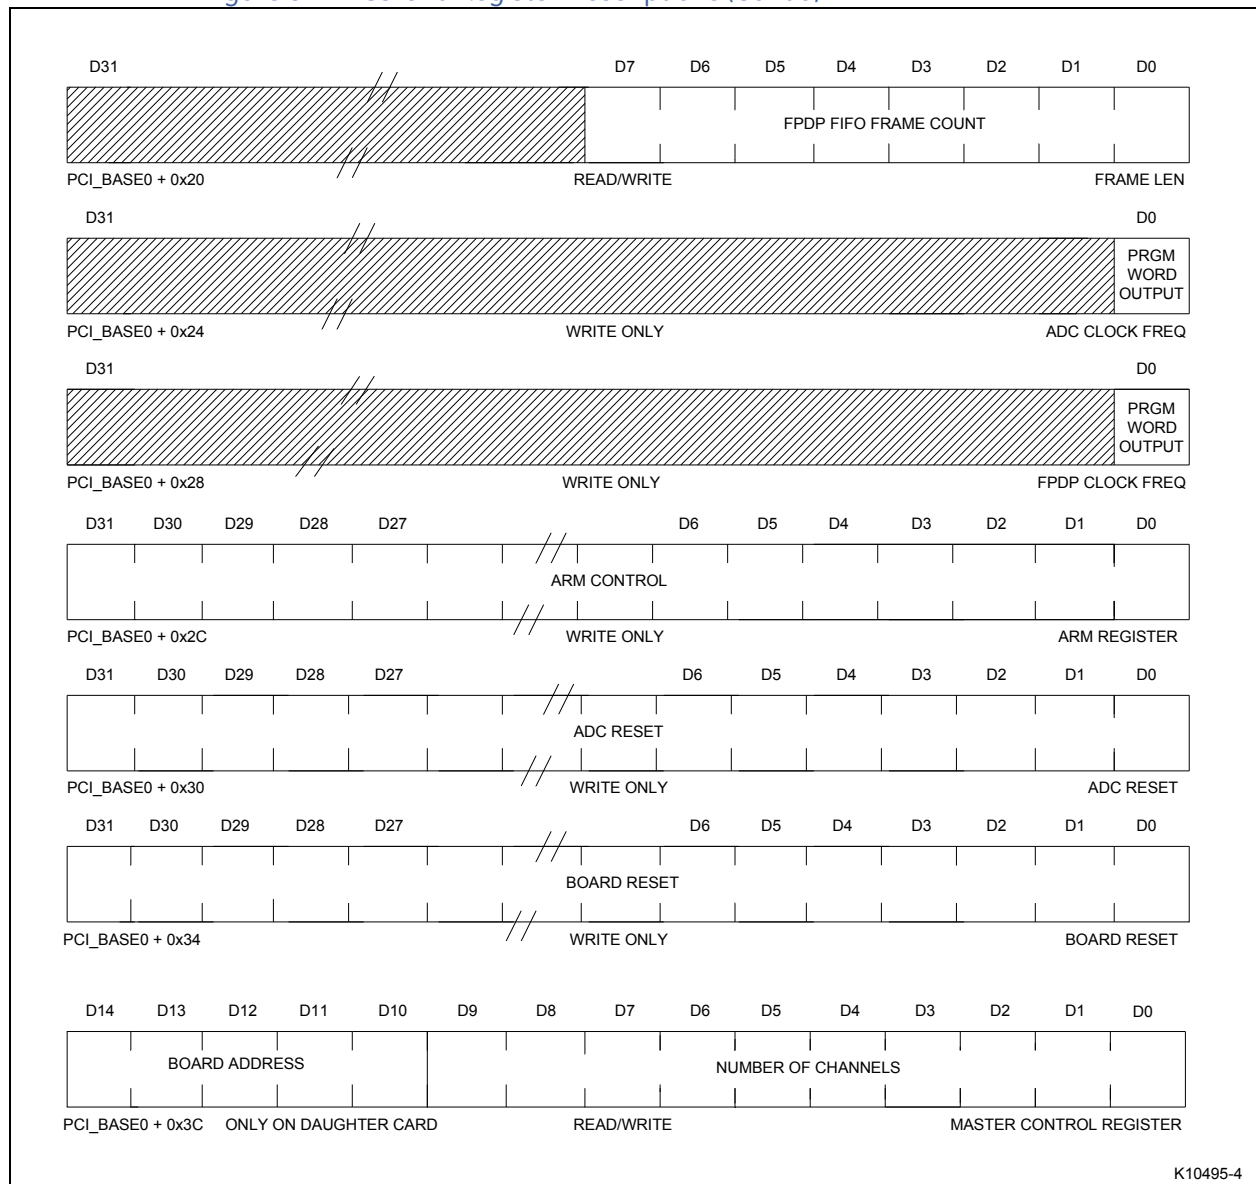 D31 D7 D6 D5 D4 D3 D2 D1 D0
FPDP FIFO FRAME COUNT
PCI_BASE0 + 0x20 READ/WRITE FRAME LEN
D31 D0
PRGM
WORD
OUTPUT
PCI_BASE0 + 0x24 WRITE ONLY ADC CLOCK FREQ
D31 D0
PRGM
WORD
OUTPUT
PCI_BASE0 + 0x28 WRITE ONLY FPDP CLOCK FREQ
D31 D30 D29 D28 D27 D6 D5 D4 D3 D2 D1 D0
ARM CONTROL
PCI_BASE0 + 0x2C WRITE ONLY ARM REGISTER
D31 D30 D29 D28 D27 D6 D5 D4 D3 D2 D1 D0
ADC RESET
PCI_BASE0 + 0x30 WRITE ONLY ADC RESET
D31 D30 D29 D28 D27 D6 D5 D4 D3 D2 D1 D0
BOARD RESET
PCI_BASE0 + 0x34 WRITE ONLY BOARD RESET
D14 D13 D12 D11 D10 D9 D8 D7 D6 D5 D4 D3 D2 D1 D0
BOARD ADDRESS NUMBER OF CHANNELS
PCI_BASE0 + 0x3C ONLY ON DAUGHTER CARD READ/WRITE MASTER CONTROL REGISTER
K10495-4